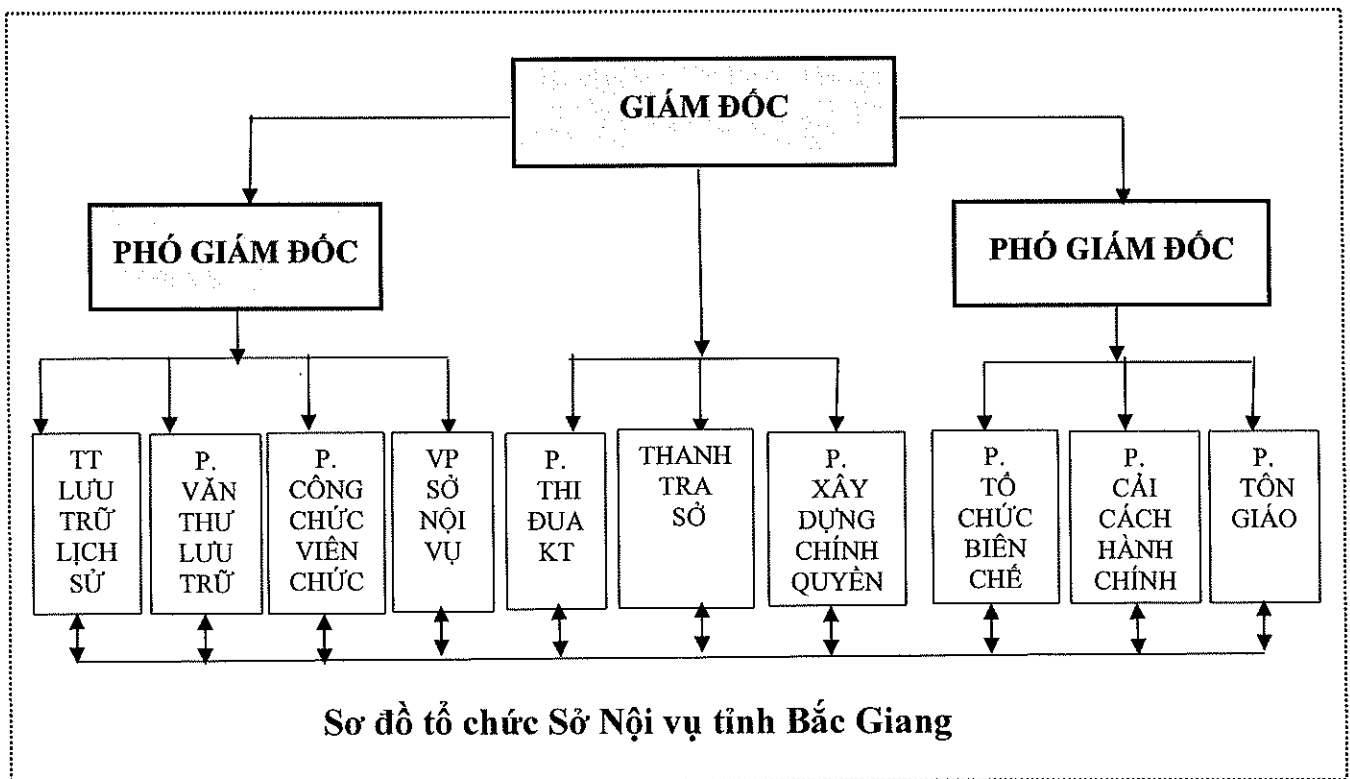 GIÁM ĐỐC
PHÓ GIÁM ĐỐC
PHÓ GIÁM ĐỐC
TT
LƯU
TRỮ
LỊCH
SỬ
P.
VĂN
THƯ
LƯU
TRỮ
P.
CÔNG
CHỨC
VIÊN
CHỨC
VP
SỞ
NỘI
VỤ
P.
THI
ĐUA
KT
THANH
TRA
SỞ
P.
XÂY
DỰNG
CHÍNH
QUYỀN
P.
TỔ
CHỨC
BIÊN
CHẾ
P.
CẢI
CÁCH
HÀNH
CHÍNH
P.
TÔN
GIÁO
Sơ đồ tổ chức Sở Nội vụ tỉnh Bắc Giang